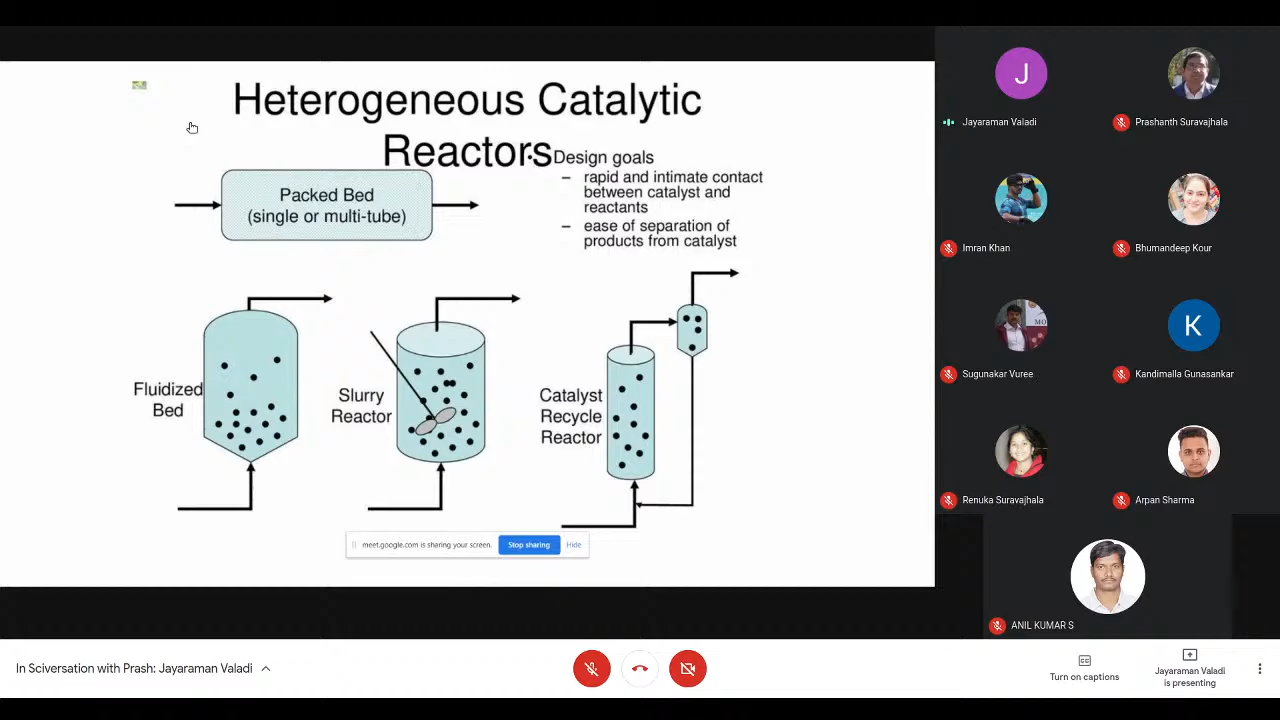 Heterogeneous Catalytic
Reactors
Design goals
– rapid and intimate contact
between catalyst and
reactants
– ease of separation of
products from catalyst
Packed Bed
(single or multi-tube)
Fluidized
Bed
Slurry
Reactor
Catalyst
Recycle
Reactor
meet.google.com is sharing your screen.
Stop sharing
Hide
J
Jayaraman Valadi
Prashanth Suravajhala
Imran Khan
Bhumandeep Kour
MO
K
Sugunakar Vuree
Kandimalla Gunasankar
Renuka Suravajhala
Arpan Sharma
ANIL KUMAR S
In Sciversation with Prash: Jayaraman Valadi
CC
Turn on captions
Jayaraman Valadi
is presenting